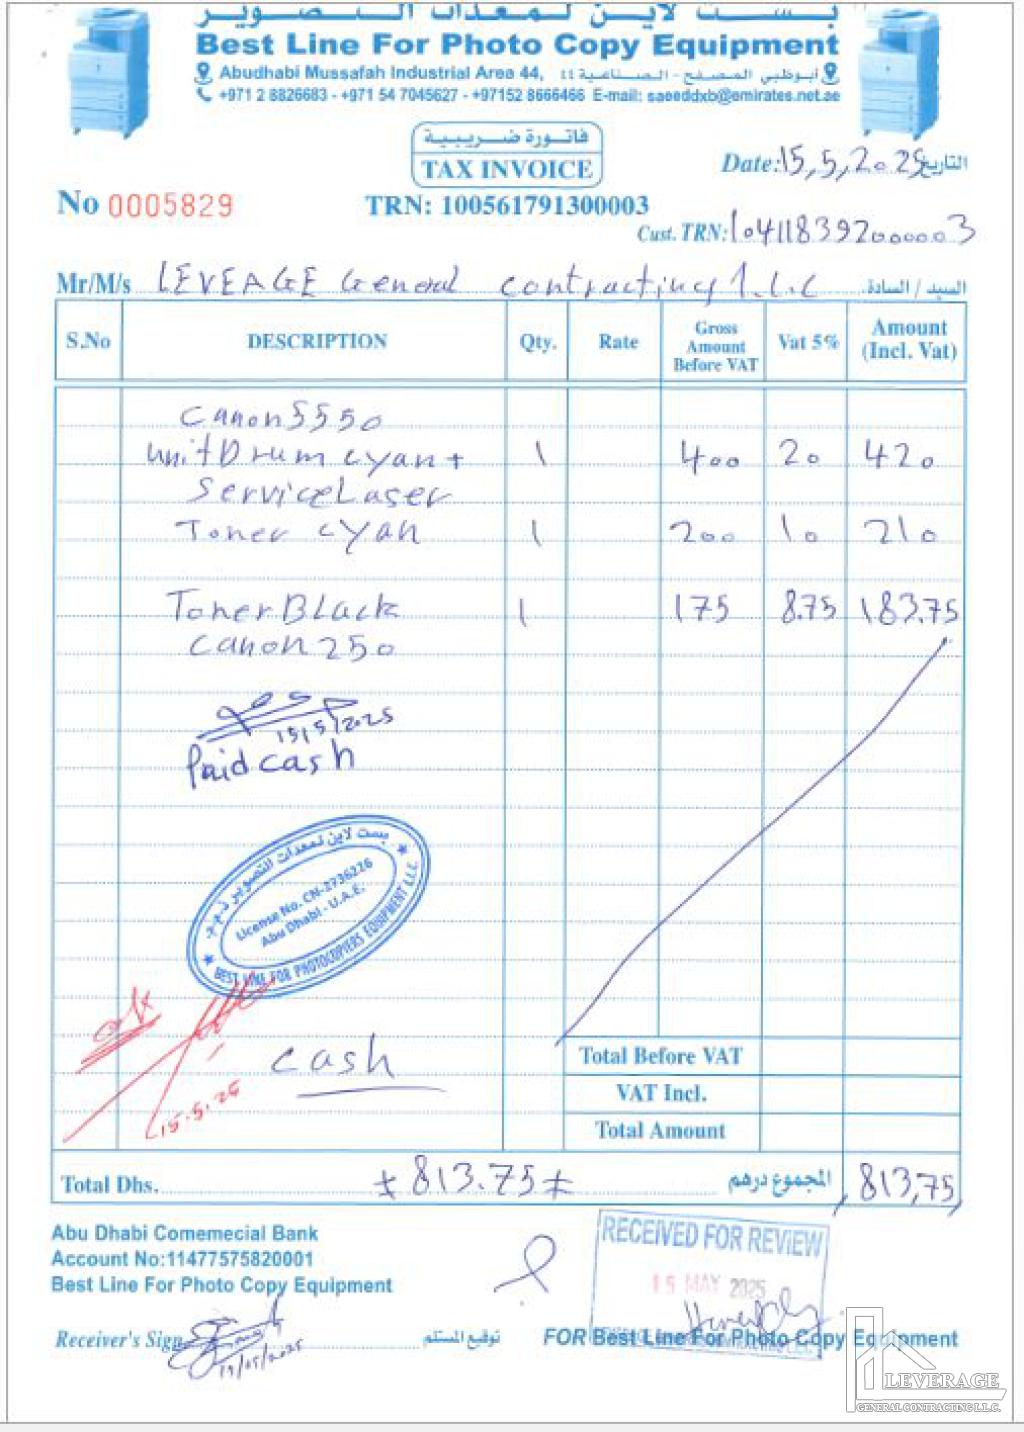 بست لاين لمعدات التصوير
Best Line For Photo Copy Equipment
Abudhabi Mussafah Industrial Area 44, أبوظبي المصفح - الصناعية ٤٤
+971 2 8826683 - +971 54 7045627 - +97152 8666466 E-mail: saeeddxb@emirates.net.ae
فاتورة ضريبية
TAX INVOICE
Date: 15,5,2025 التاريخ
No 0005829
TRN: 100561791300003
Cust. TRN: 104118392000003
Mr/M/s LEVEAGE General contracting l.l.c السيد / السادة
S.No DESCRIPTION Qty. Rate Gross Amount Before VAT Vat 5% Amount (Incl. Vat)
Canon 5550
unit Drum cyan + 1 400 20 420
Service Laser
Toner cyan 1 200 10 210
Toner Black 1 175 8.75 183.75
Canon 250
15/5/2025
Paid cash
بست لاين لمعدات التصوير ذ.م.م
License No. CN-2736226
Abu Dhabi - U.A.E.
BEST LINE FOR PHOTOCOPIERS EQUIPMENT L.L.C.
15.5.25
cash
Total Before VAT
VAT Incl.
Total Amount
Total Dhs. 813.75 المجموع درهم 813,75
Abu Dhabi Comemecial Bank
Account No:11477575820001
Best Line For Photo Copy Equipment
RECEIVED FOR REVIEW
15 MAY 2025
Receiver's Sign توقيع المستلم FOR Best Line For Photo Copy Equipment
19/05/2025
LEVERAGE
GENERAL CONTRACTING L.L.C.